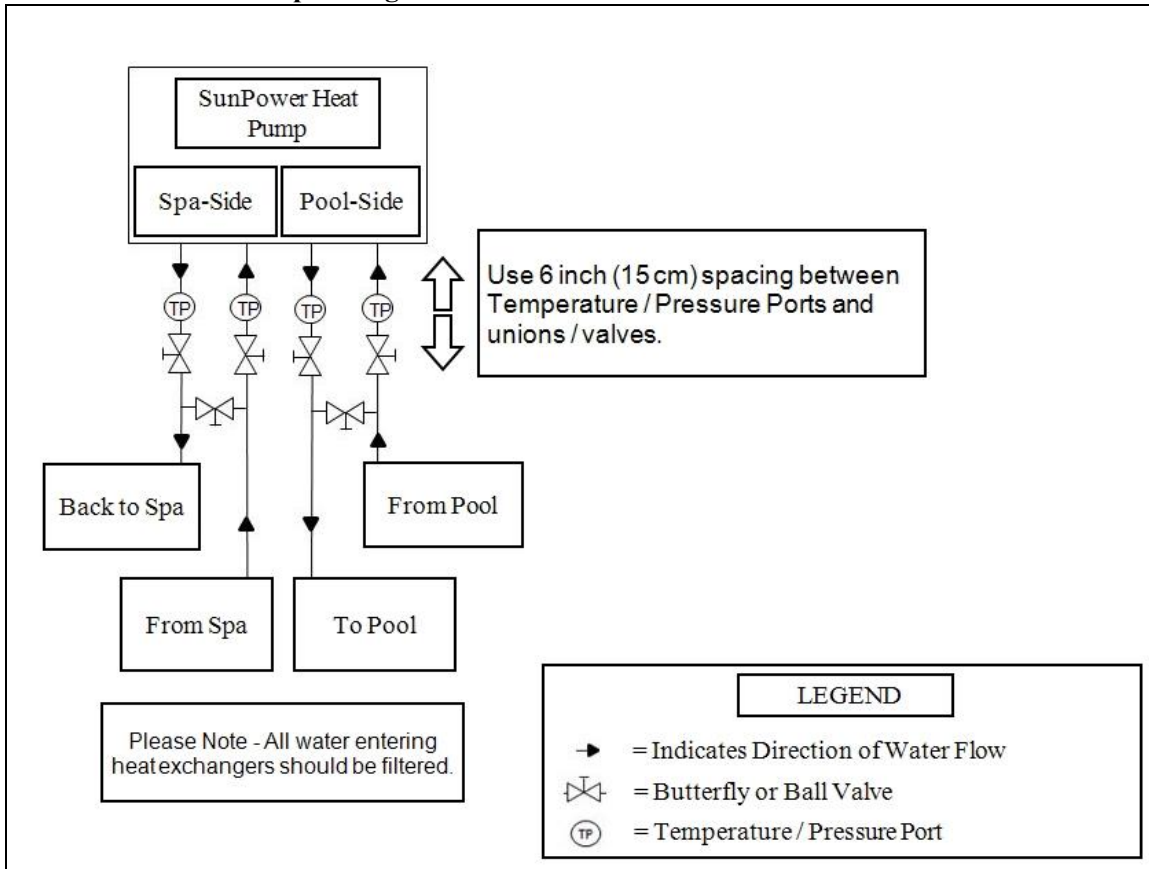 SunPower Heat
Pump
Spa-Side
Pool-Side
TP
TP
TP
TP
Use 6 inch (15 cm) spacing between
Temperature / Pressure Ports and
unions / valves.
Back to Spa
From Pool
From Spa
To Pool
Please Note - All water entering
heat exchangers should be filtered.
LEGEND
= Indicates Direction of Water Flow
= Butterfly or Ball Valve
TP = Temperature / Pressure Port